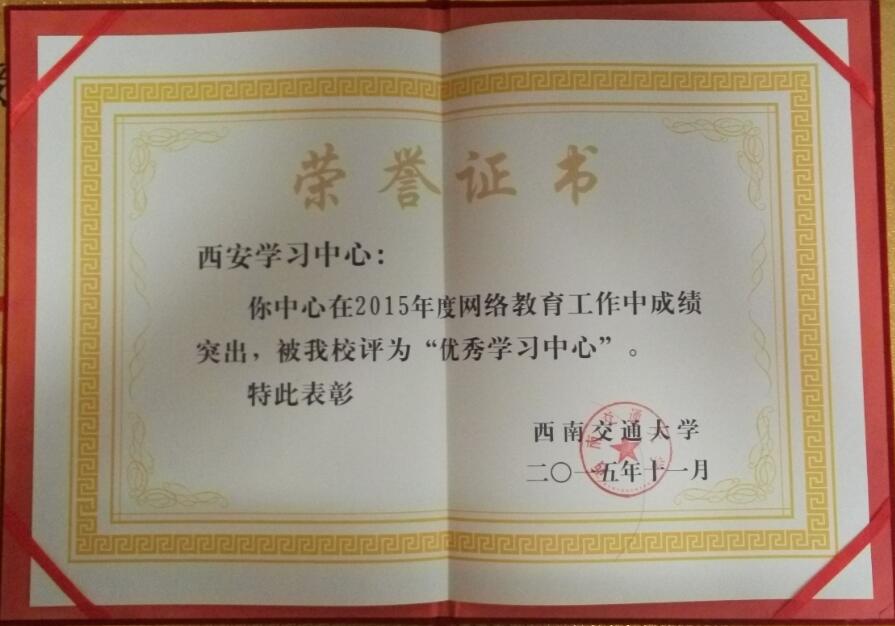 荣誉证书
西安学习中心：
你中心在2015年度网络教育工作中成绩
突出，被我校评为“优秀学习中心”。
特此表彰
西南交通大学
二〇一五年十一月